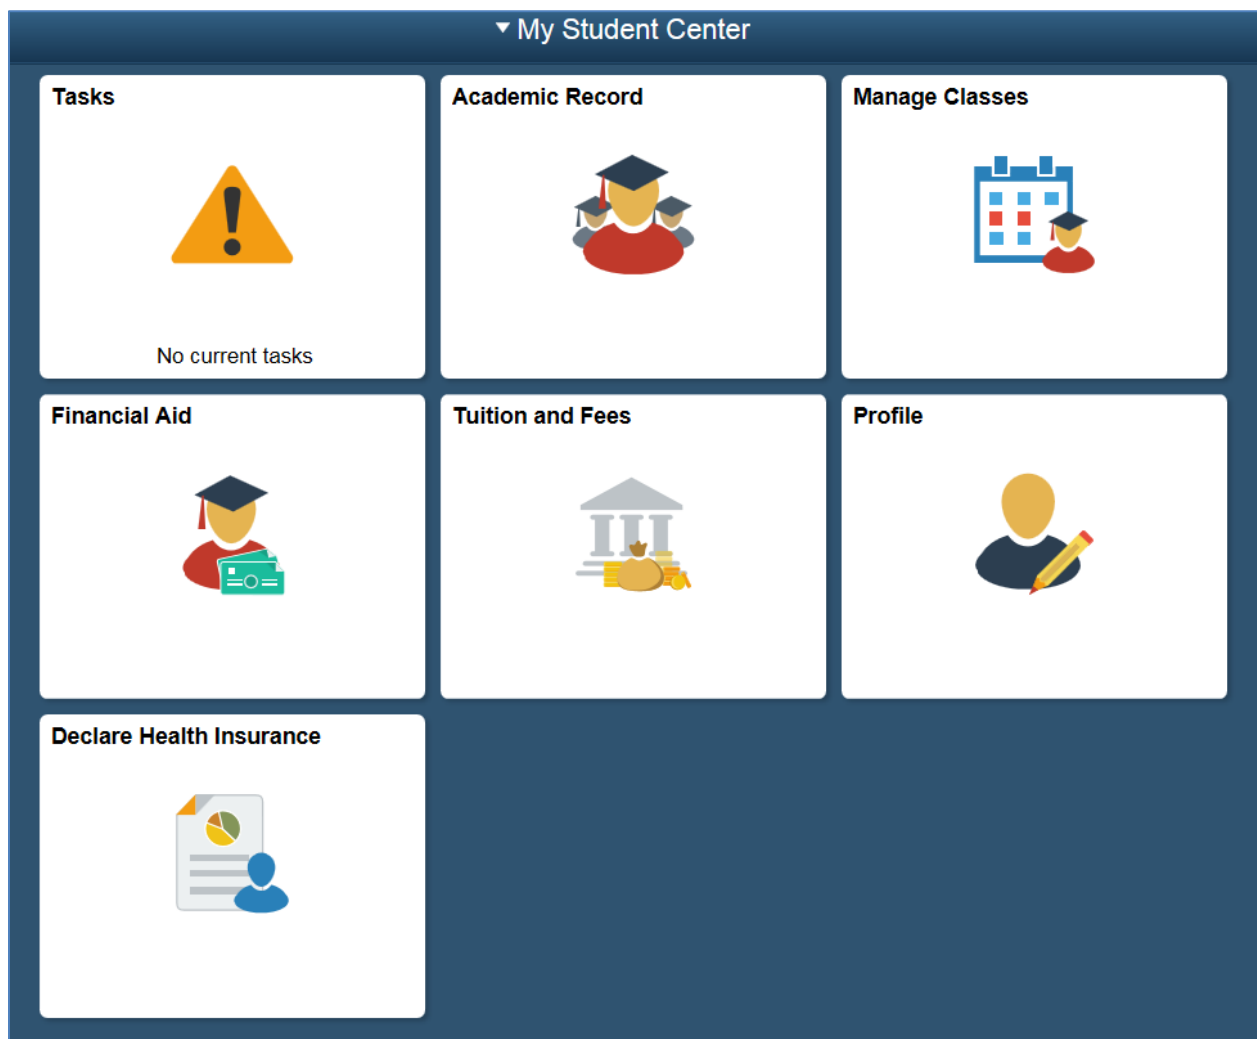 My Student Center
Tasks
Academic Record
Manage Classes
No current tasks
Financial Aid
Tuition and Fees
Profile
Declare Health Insurance